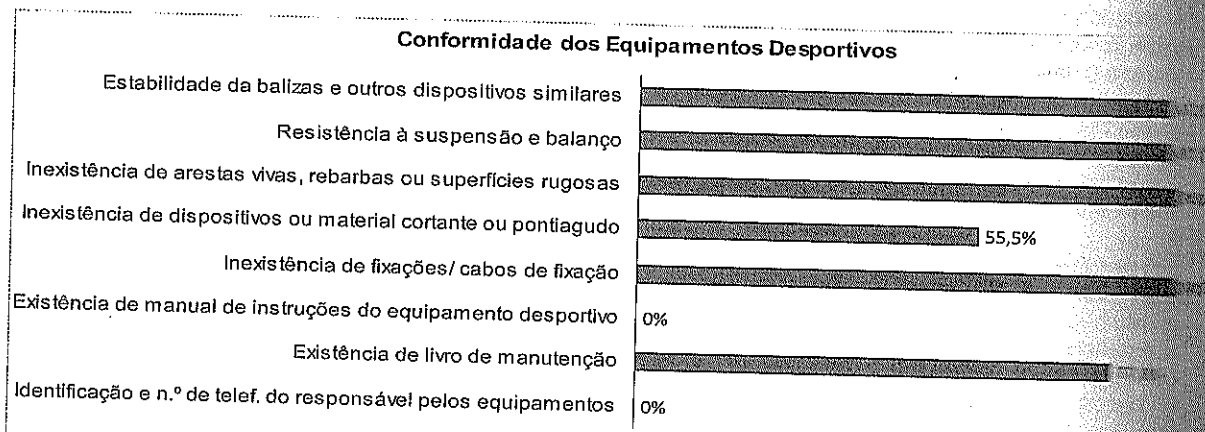 Conformidade dos Equipamentos Desportivos
Estabilidade da balizas e outros dispositivos similares
Resistência à suspensão e balanço
Inexistência de arestas vivas, rebarbas ou superfícies rugosas
Inexistência de dispositivos ou material cortante ou pontiagudo 55,5%
Inexistência de fixações/ cabos de fixação
Existência de manual de instruções do equipamento desportivo 0%
Existência de livro de manutenção
Identificação e n.º de telef. do responsável pelos equipamentos 0%